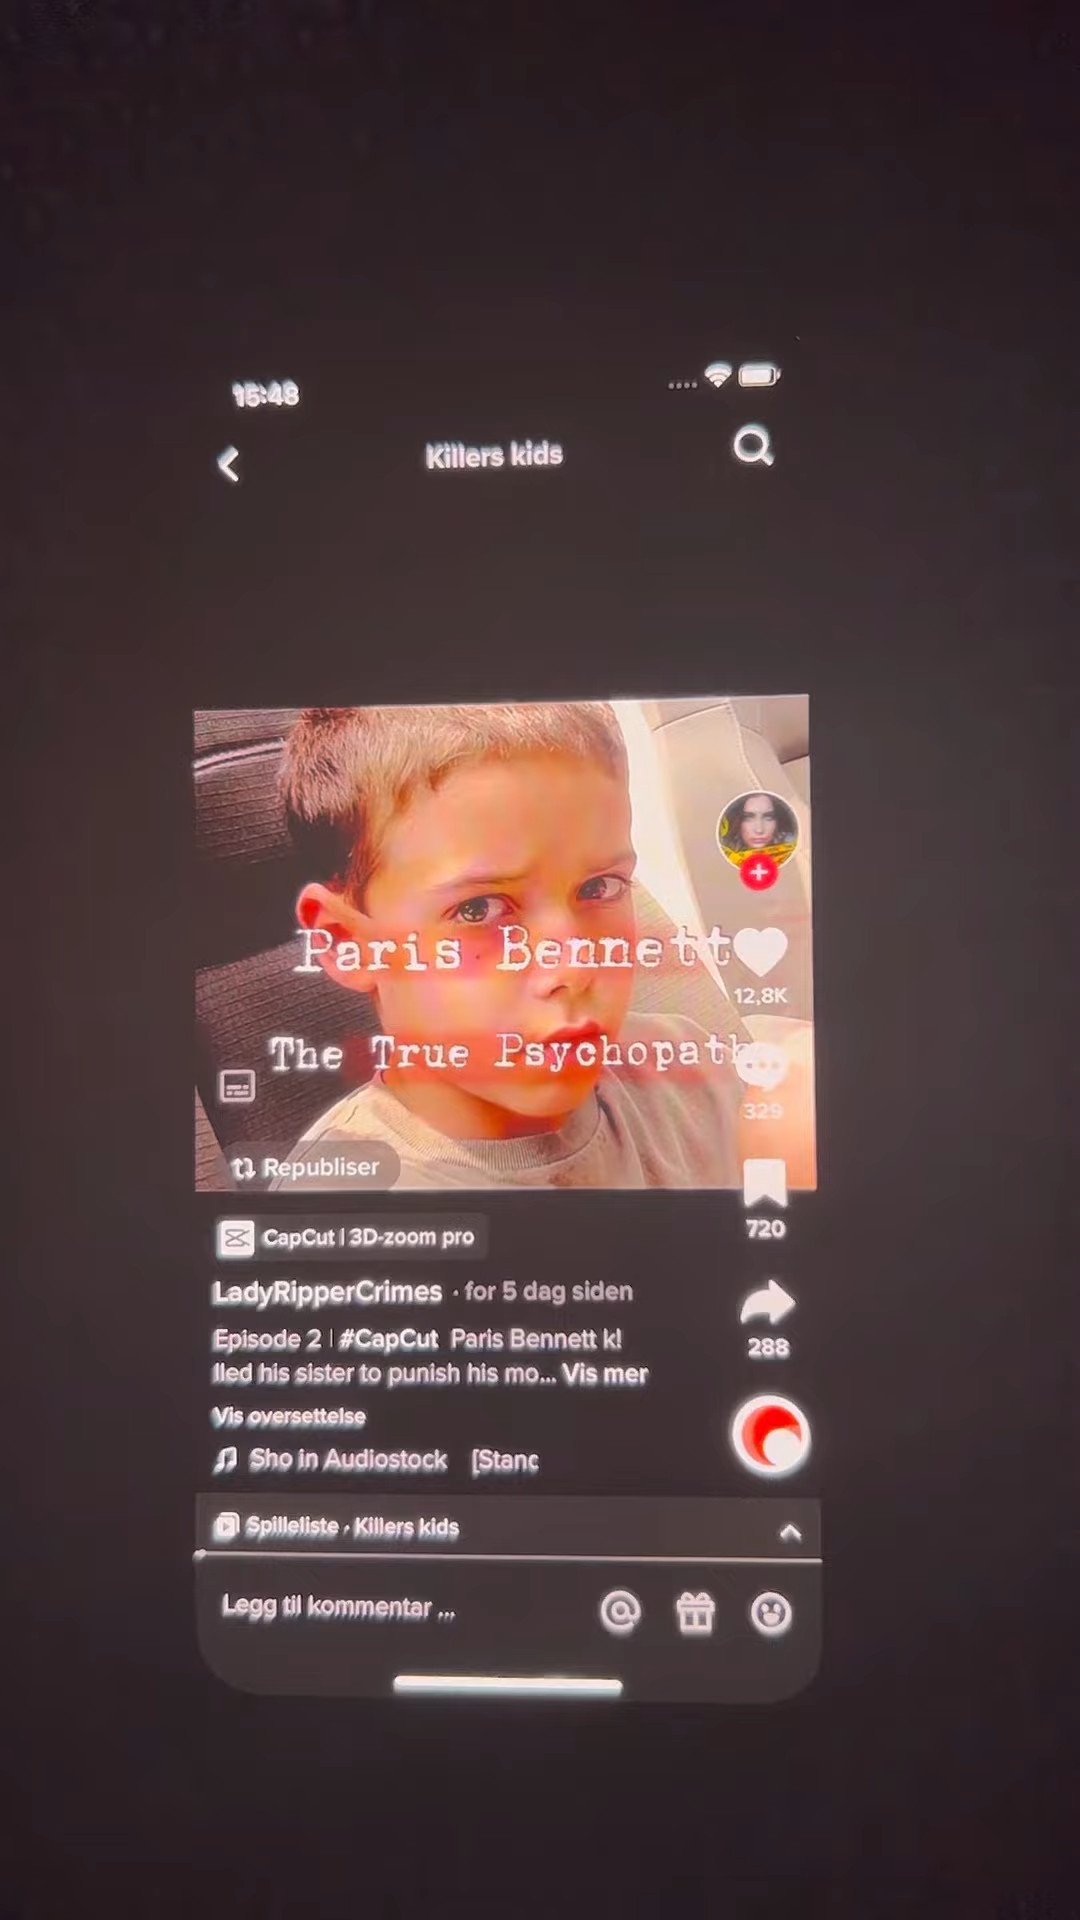 15:48
Killers kids
Paris Bennett
12,8K
The True Psychopath
329
Republiser
CapCut | 3D-zoom pro
720
LadyRipperCrimes · for 5 dag siden
Episode 2 | #CapCut Paris Bennett k!
lled his sister to punish his mo... Vis mer
288
Vis oversettelse
Sho in Audiostock [Stanc
Spilleliste · Killers kids
Legg til kommentar ...